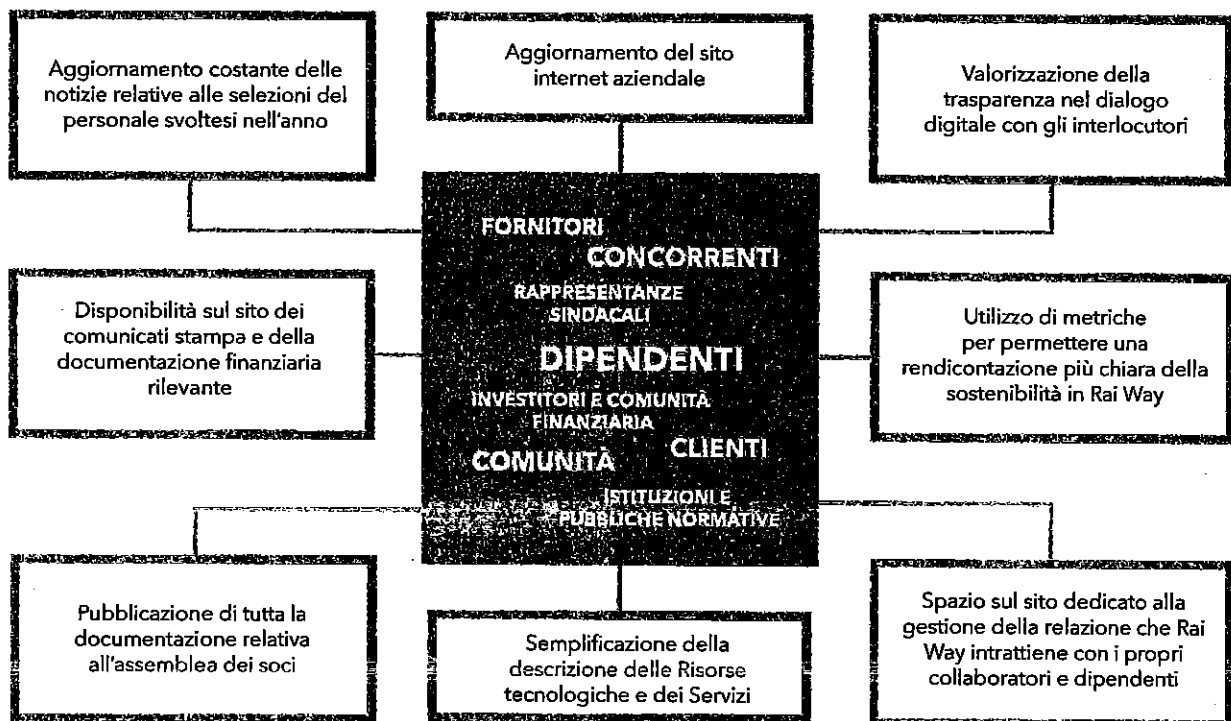 Aggiornamento costante delle
notizie relative alle selezioni del
personale svoltesi nell'anno
Aggiornamento del sito
internet aziendale
Valorizzazione della
trasparenza nel dialogo
digitale con gli interlocutori
FORNITORI
CONCORRENTI
RAPPRESENTANZE
SINDACALI
DIPENDENTI
INVESTITORI E COMUNITÀ
FINANZIARIA
CLIENTI
COMUNITÀ
ISTITUZIONI E
PUBBLICHE NORMATIVE
Disponibilità sul sito dei
comunicati stampa e della
documentazione finanziaria
rilevante
Utilizzo di metriche
per permettere una
rendicontazione più chiara della
sostenibilità in Rai Way
Pubblicazione di tutta la
documentazione relativa
all'assemblea dei soci
Semplificazione della
descrizione delle Risorse
tecnologiche e dei Servizi
Spazio sul sito dedicato alla
gestione della relazione che Rai
Way intrattiene con i propri
collaboratori e dipendenti